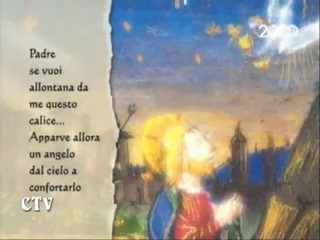 Padre
se vuoi
allontana da
me questo
calice...
Apparve allora
un angelo
dal cielo a
confortarlo
CTV